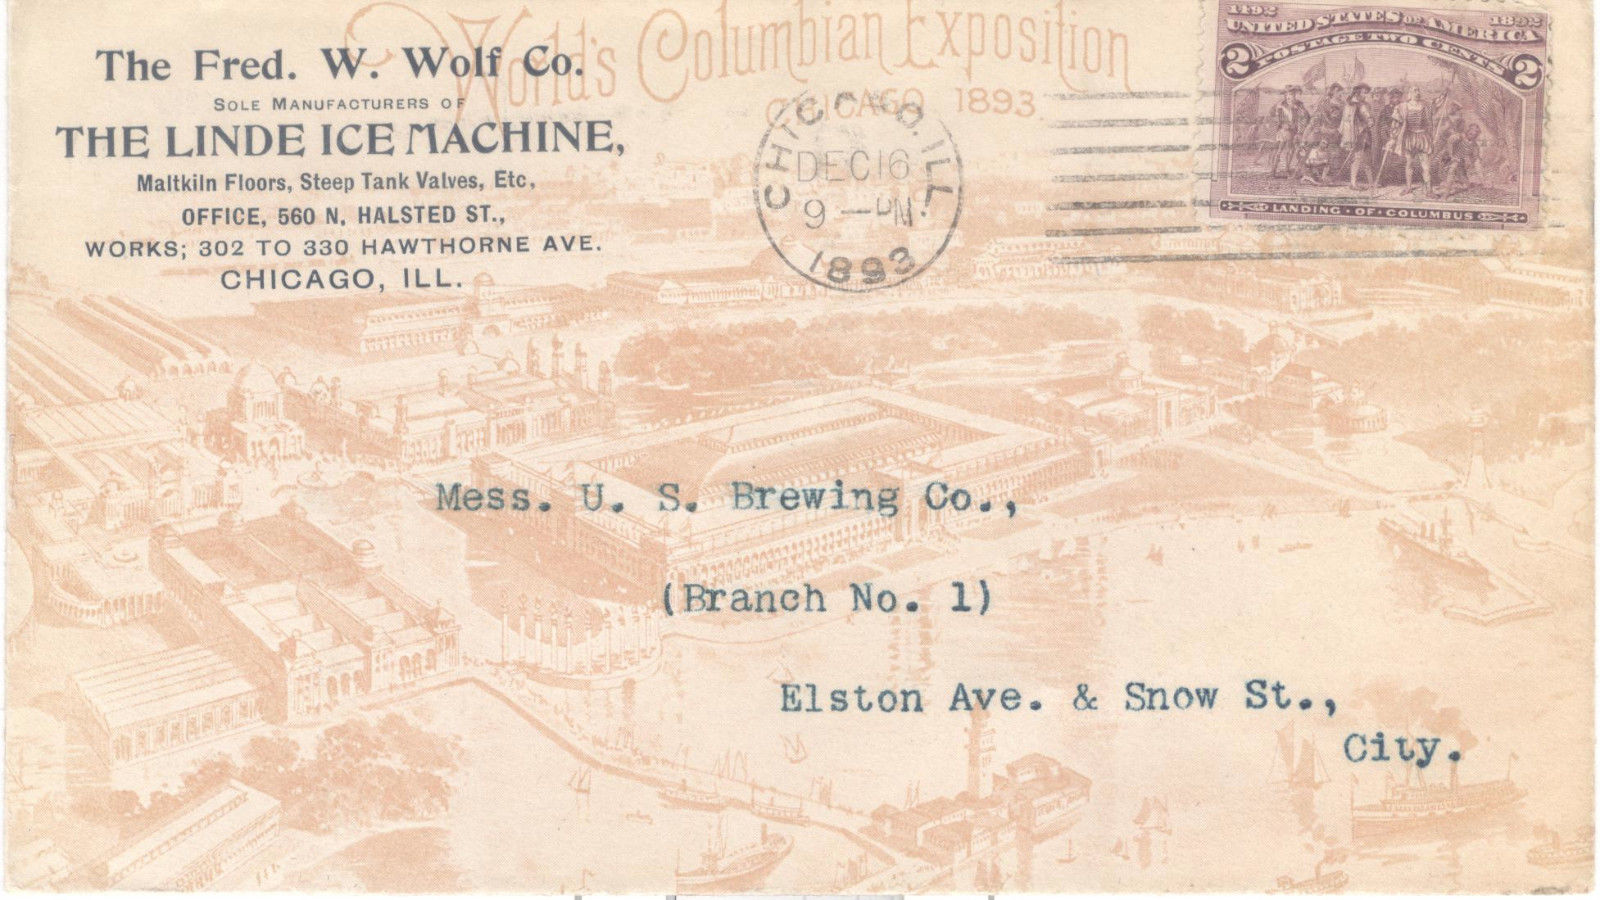 World's Columbian Exposition
CHICAGO 1893.
The Fred. W. Wolf Co.
SOLE MANUFACTURERS OF
THE LINDE ICE MACHINE,
Maltkiln Floors, Steep Tank Valves, Etc,
OFFICE, 560 N. HALSTED ST.,
WORKS; 302 TO 330 HAWTHORNE AVE.
CHICAGO, ILL.
CHICAGO. ILL.
DEC 16
9 — PM
1893
1492 1892
UNITED STATES OF AMERICA
POSTAGE TWO CENTS
2 2
LANDING · OF · COLUMBUS
Mess. U. S. Brewing Co.,
(Branch No. 1)
Elston Ave. & Snow St.,
City.